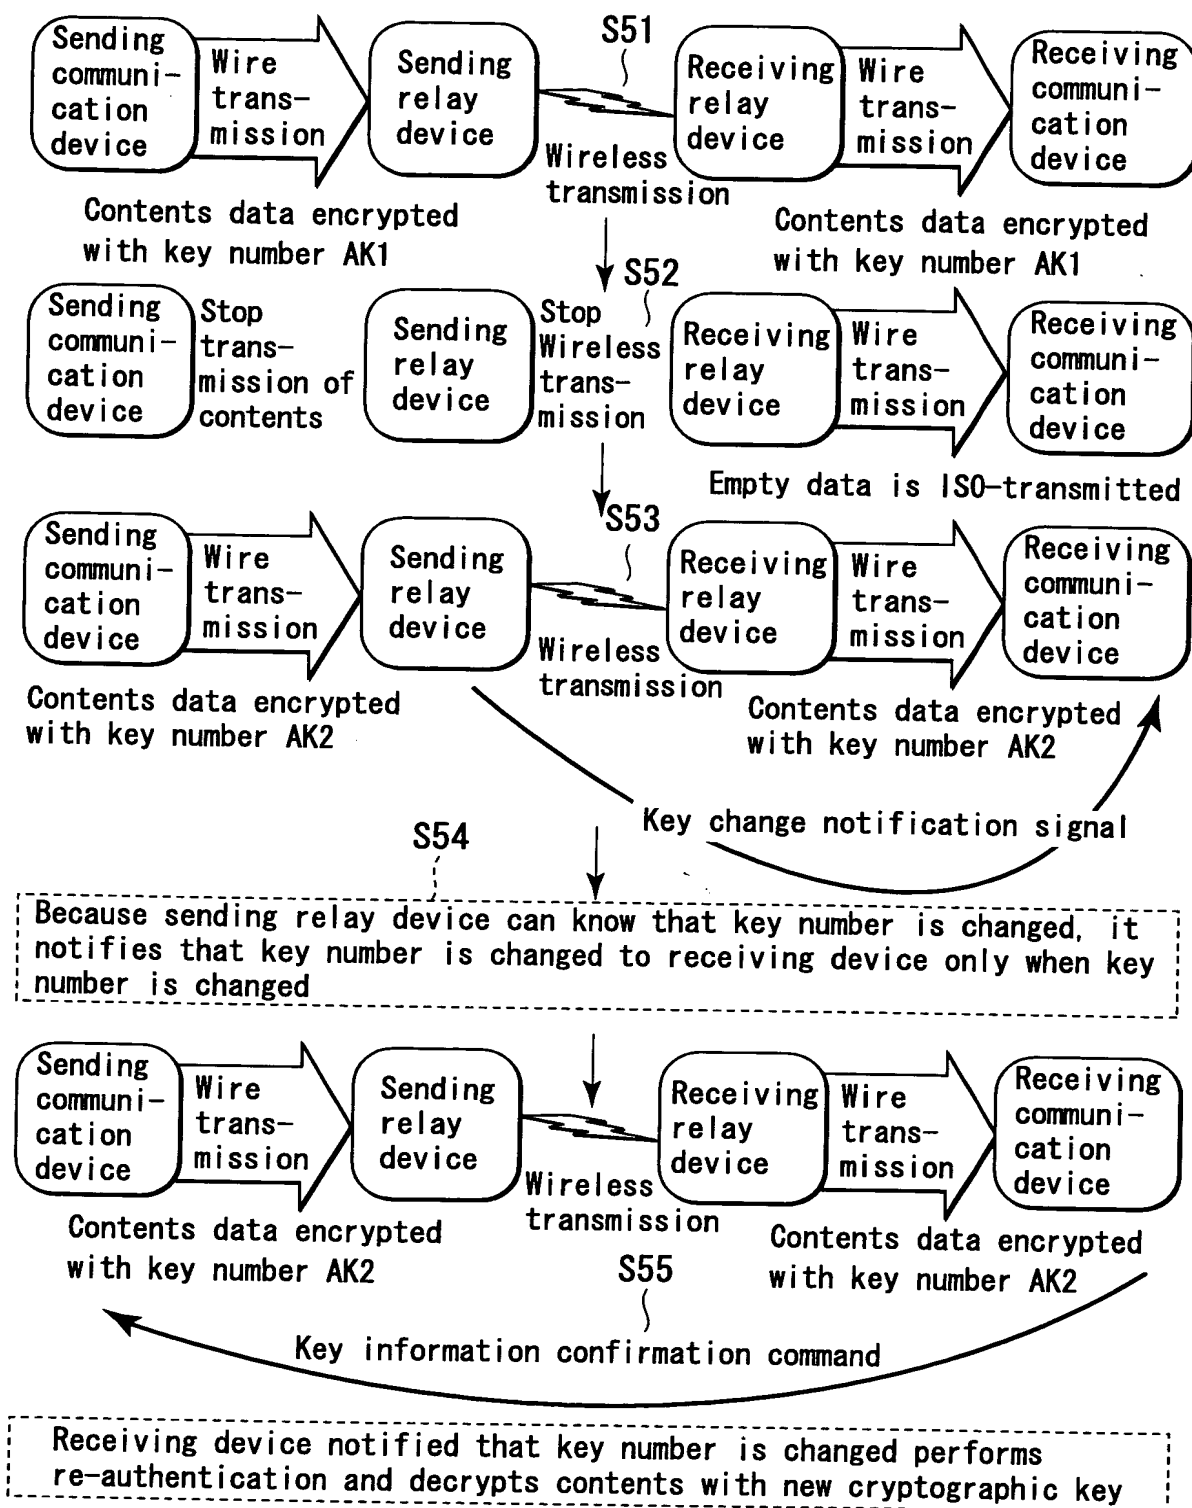 S51
Sending
communi-
cation
device
Wire
trans-
mission
Sending
relay
device
Wireless
transmission
Receiving
relay
device
Wire
trans-
mission
Receiving
communi-
cation
device
Contents data encrypted
with key number AK1
Contents data encrypted
with key number AK1
S52
Sending
communi-
cation
device
Stop
trans-
mission of
contents
Sending
relay
device
Stop
Wireless
trans-
mission
Receiving
relay
device
Wire
trans-
mission
Receiving
communi-
cation
device
Empty data is ISO-transmitted
S53
Sending
communi-
cation
device
Wire
trans-
mission
Sending
relay
device
Wireless
transmission
Receiving
relay
device
Wire
trans-
mission
Receiving
communi-
cation
device
Contents data encrypted
with key number AK2
Contents data encrypted
with key number AK2
Key change notification signal
S54
Because sending relay device can know that key number is changed, it
notifies that key number is changed to receiving device only when key
number is changed
Sending
communi-
cation
device
Wire
trans-
mission
Sending
relay
device
Wireless
transmission
Receiving
relay
device
Wire
trans-
mission
Receiving
communi-
cation
device
Contents data encrypted
with key number AK2
Contents data encrypted
with key number AK2
S55
Key information confirmation command
Receiving device notified that key number is changed performs
re-authentication and decrypts contents with new cryptographic key